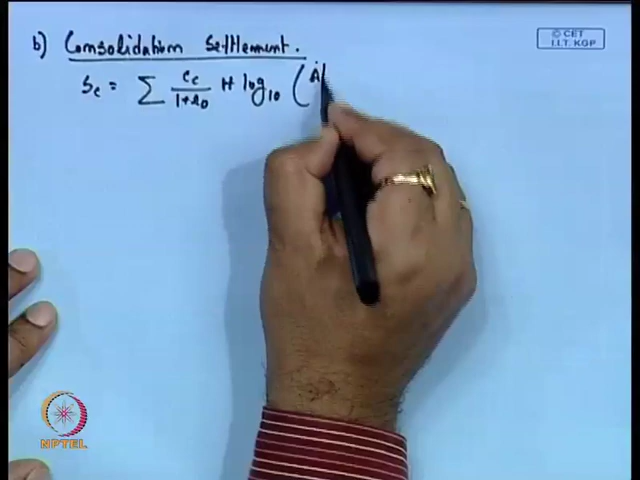 b) Consolidation Settlement.
Sc = ∑ Cc/1+e0 H log10 (
© CET
I.I.T. KGP
NPTEL